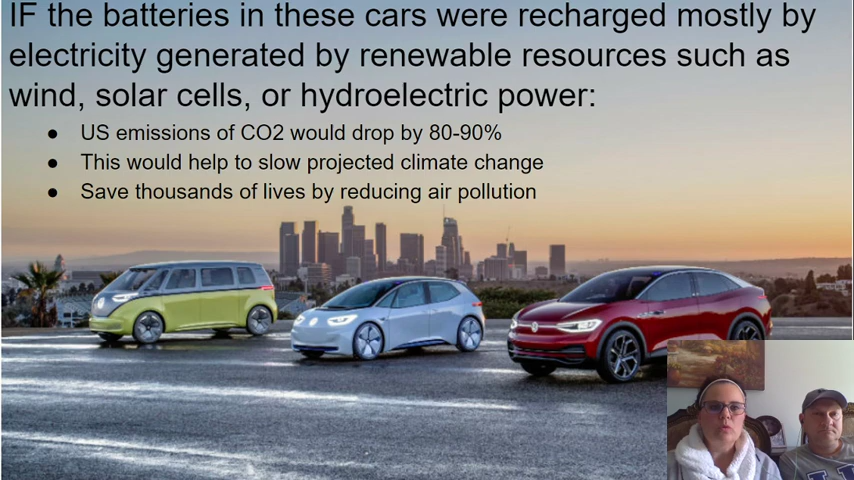 IF the batteries in these cars were recharged mostly by
electricity generated by renewable resources such as
wind, solar cells, or hydroelectric power:
● US emissions of CO2 would drop by 80-90%
● This would help to slow projected climate change
● Save thousands of lives by reducing air pollution